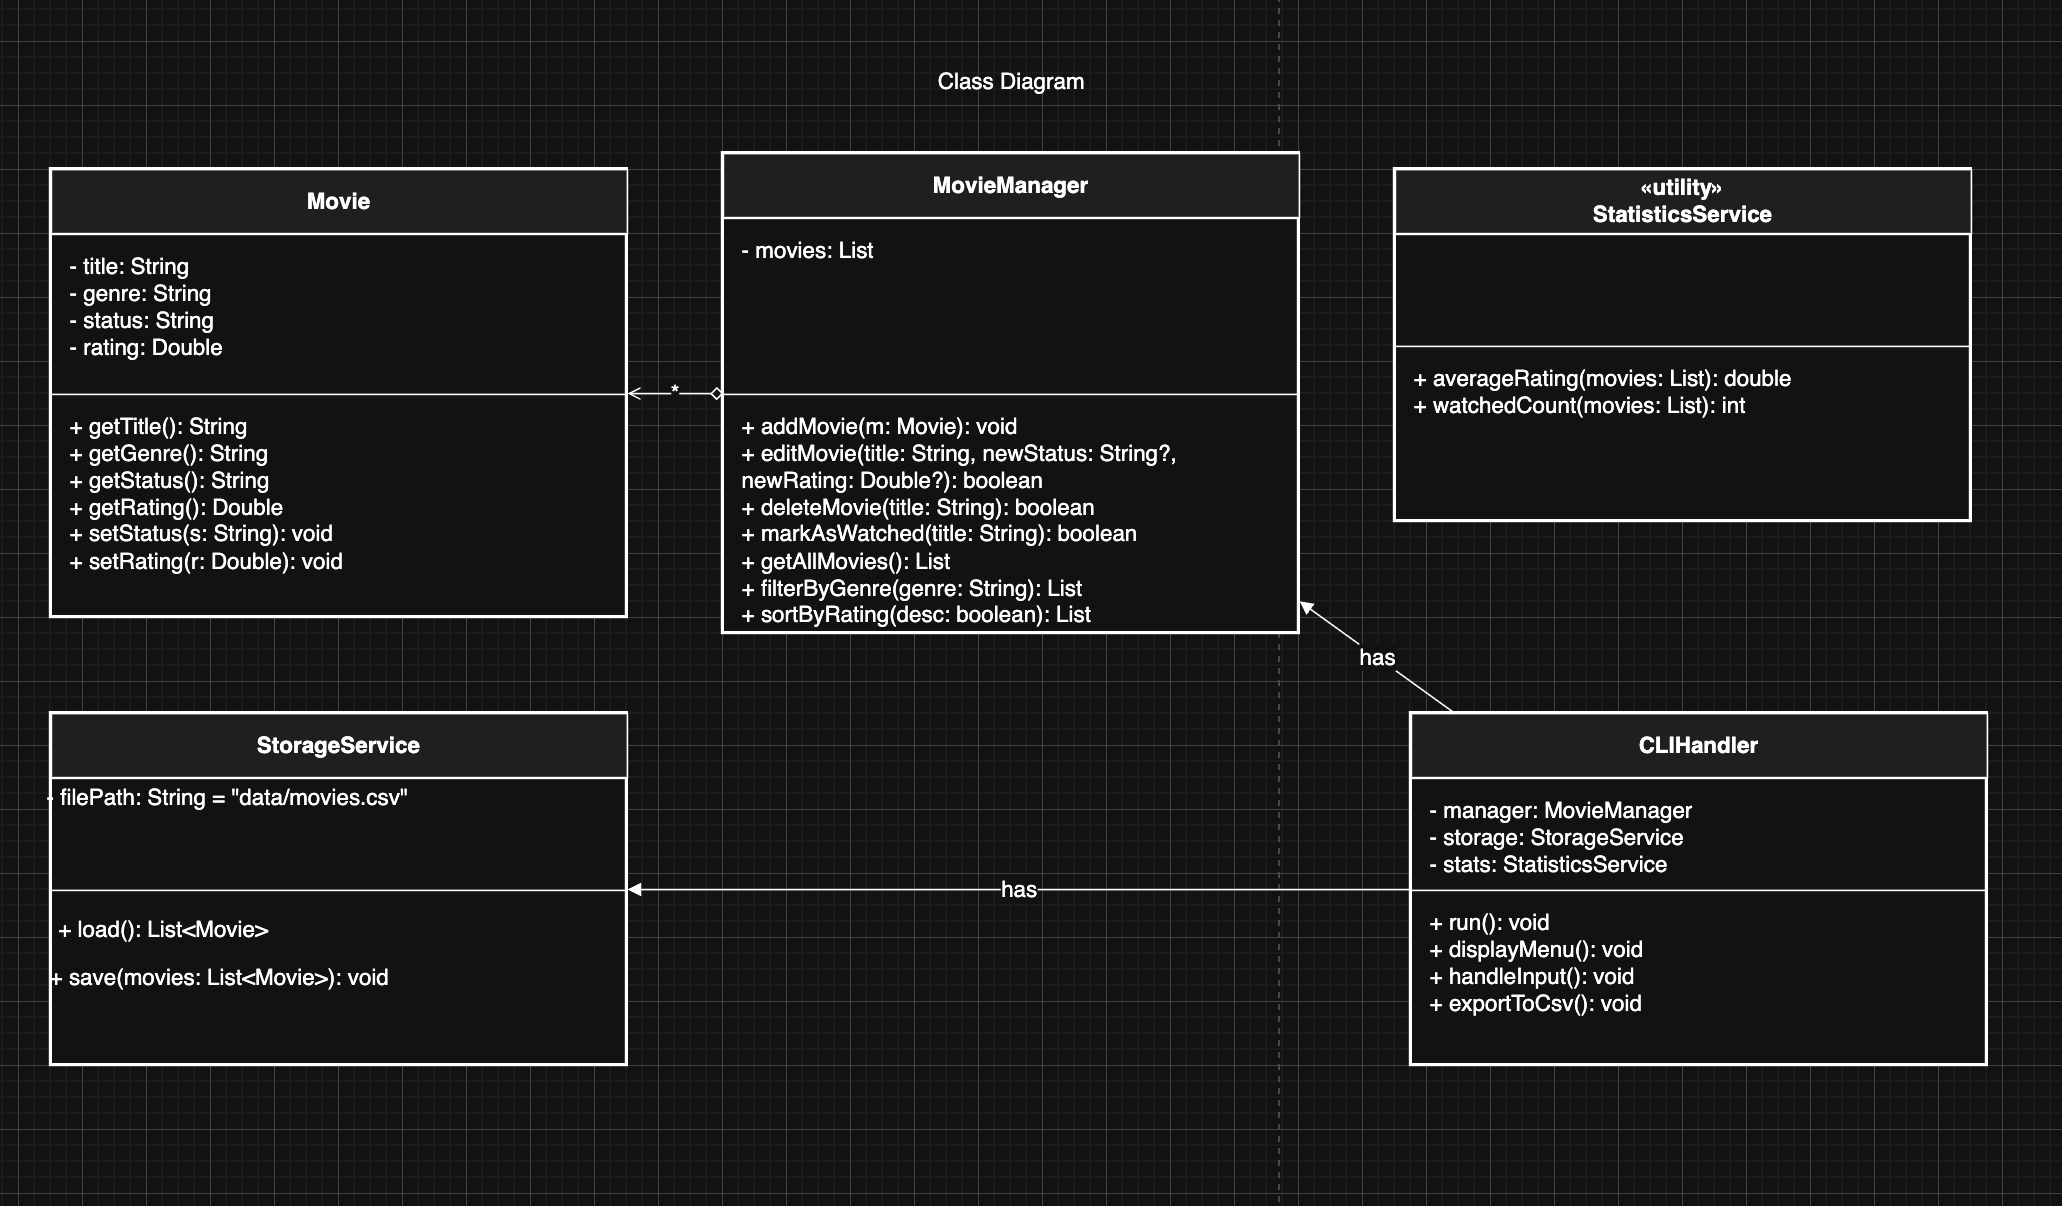 Class Diagram
Movie
- title: String
- genre: String
- status: String
- rating: Double
+ getTitle(): String
+ getGenre(): String
+ getStatus(): String
+ getRating(): Double
+ setStatus(s: String): void
+ setRating(r: Double): void
*
MovieManager
- movies: List
+ addMovie(m: Movie): void
+ editMovie(title: String, newStatus: String?,
newRating: Double?): boolean
+ deleteMovie(title: String): boolean
+ markAsWatched(title: String): boolean
+ getAllMovies(): List
+ filterByGenre(genre: String): List
+ sortByRating(desc: boolean): List
«utility»
StatisticsService
+ averageRating(movies: List): double
+ watchedCount(movies: List): int
has
StorageService
- filePath: String = "data/movies.csv"
+ load(): List<Movie>
+ save(movies: List<Movie>): void
has
CLIHandler
- manager: MovieManager
- storage: StorageService
- stats: StatisticsService
+ run(): void
+ displayMenu(): void
+ handleInput(): void
+ exportToCsv(): void